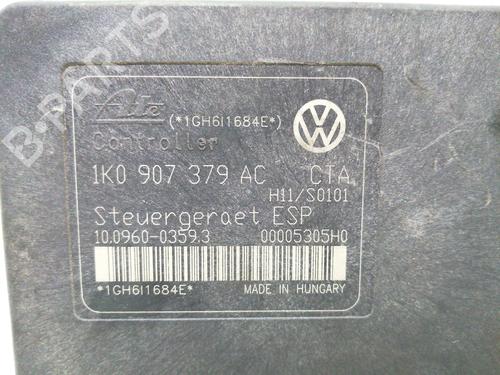 Ate
(*1GH6I1684E*)
Controller
1K0 907 379 AC CTA
H11/S0101
Steuergeraet ESP
10.0960-0359.3 00005305H0
*1GH6I1684E*
MADE IN HUNGARY
B-PARTS